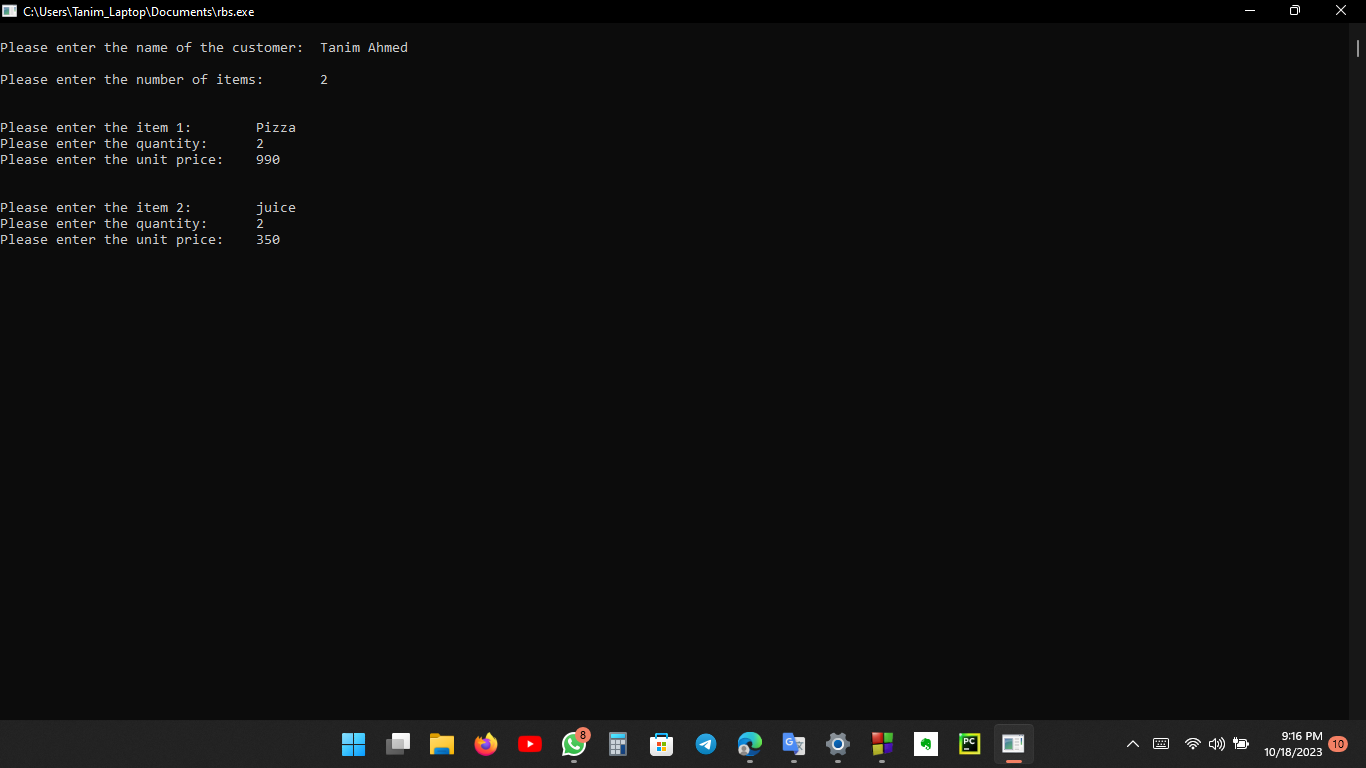 C:\Users\Tanim_Laptop\Documents\rbs.exe
Please enter the name of the customer: Tanim Ahmed
Please enter the number of items: 2
Please enter the item 1: Pizza
Please enter the quantity: 2
Please enter the unit price: 990
Please enter the item 2: juice
Please enter the quantity: 2
Please enter the unit price: 350
8
G
PC
9:16 PM
10/18/2023
10